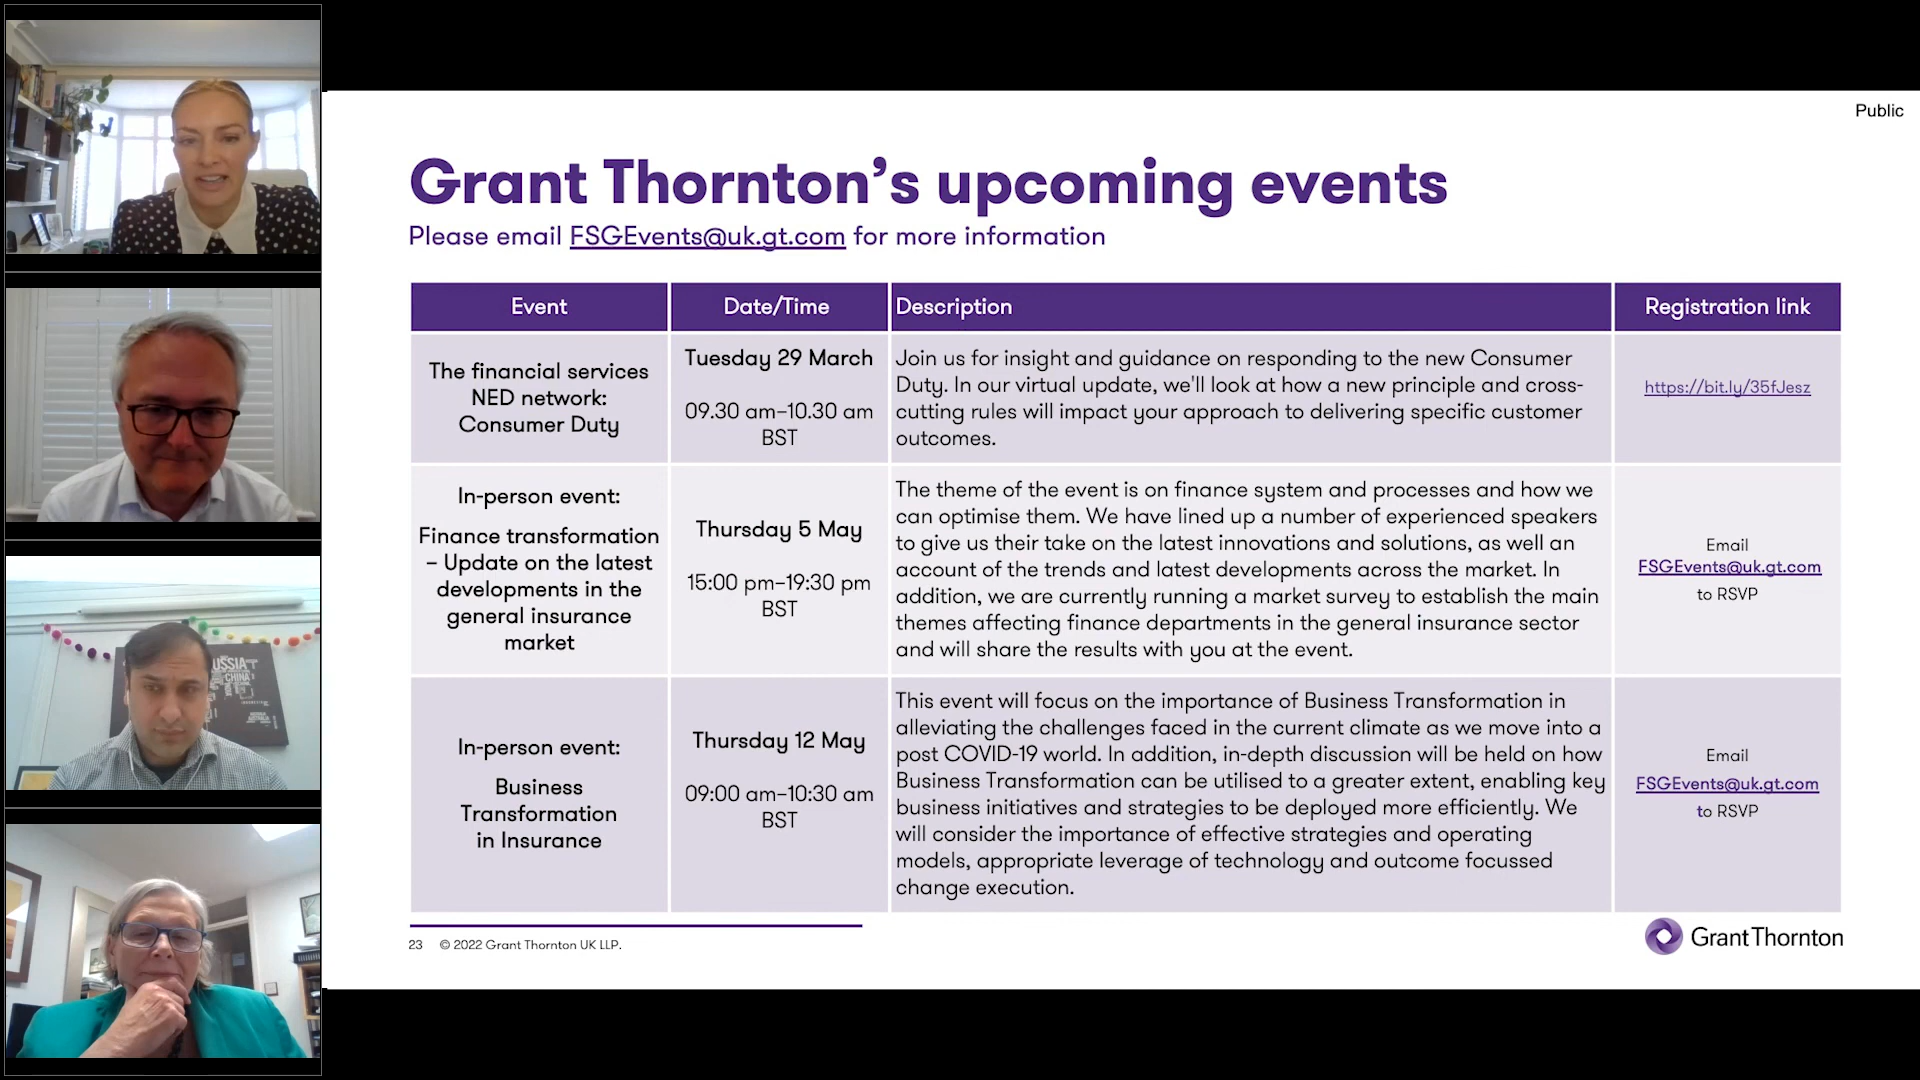 Public
Grant Thornton's upcoming events
Please email FSGEvents@uk.gt.com for more information
Event
Date/Time
Description
Registration link
The financial services
NED network:
Consumer Duty
Tuesday 29 March
09.30 am–10.30 am
BST
Join us for insight and guidance on responding to the new Consumer
Duty. In our virtual update, we'll look at how a new principle and cross-
cutting rules will impact your approach to delivering specific customer
outcomes.
https://bit.ly/35fJesz
In-person event:
Finance transformation
– Update on the latest
developments in the
general insurance
market
Thursday 5 May
15:00 pm–19:30 pm
BST
The theme of the event is on finance system and processes and how we
can optimise them. We have lined up a number of experienced speakers
to give us their take on the latest innovations and solutions, as well an
account of the trends and latest developments across the market. In
addition, we are currently running a market survey to establish the main
themes affecting finance departments in the general insurance sector
and will share the results with you at the event.
Email
FSGEvents@uk.gt.com
to RSVP
In-person event:
Business
Transformation
in Insurance
Thursday 12 May
09:00 am–10:30 am
BST
This event will focus on the importance of Business Transformation in
alleviating the challenges faced in the current climate as we move into a
post COVID-19 world. In addition, in-depth discussion will be held on how
Business Transformation can be utilised to a greater extent, enabling key
business initiatives and strategies to be deployed more efficiently. We
will consider the importance of effective strategies and operating
models, appropriate leverage of technology and outcome focussed
change execution.
Email
FSGEvents@uk.gt.com
to RSVP
23 © 2022 Grant Thornton UK LLP.
Grant Thornton
USSIA
CHINA